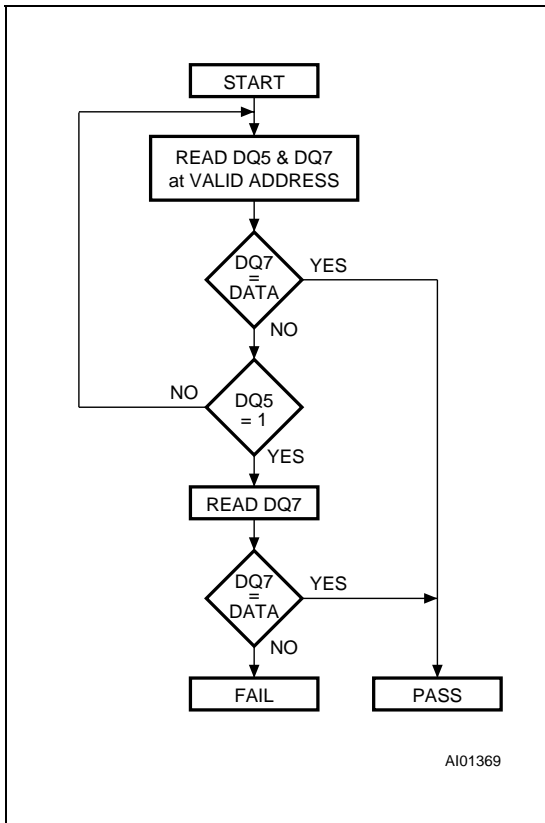 START
READ DQ5 & DQ7
at VALID ADDRESS
DQ7
=
DATA
YES
NO
DQ5
= 1
NO
YES
READ DQ7
DQ7
=
DATA
YES
NO
FAIL
PASS
AI01369